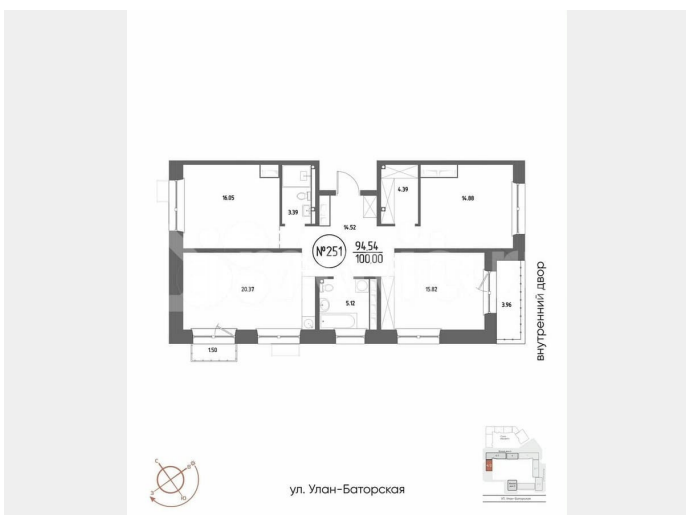 16.05
3.39
4.39
14.88
14.52
№251
94.54
100.00
20.37
5.12
15.82
3.96
1.50
внутренний двор
ул. Улан-Баторская
С
В
З
Ю